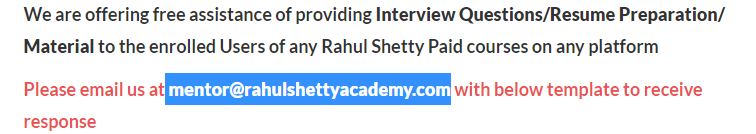 We are offering free assistance of providing Interview Questions/Resume Preparation/
Material to the enrolled Users of any Rahul Shetty Paid courses on any platform
Please email us at mentor@rahulshettyacademy.com with below template to receive
response